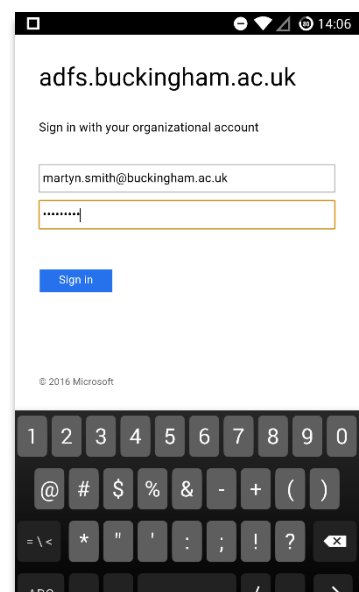 80 14:06
adfs.buckingham.ac.uk
Sign in with your organizational account
martyn.smith@buckingham.ac.uk
•••••••••
Sign in
© 2016 Microsoft
1 2 3 4 5 6 7 8 9 0
@ # $ % & - + ( )
= \ < * " ' : ; ! ?